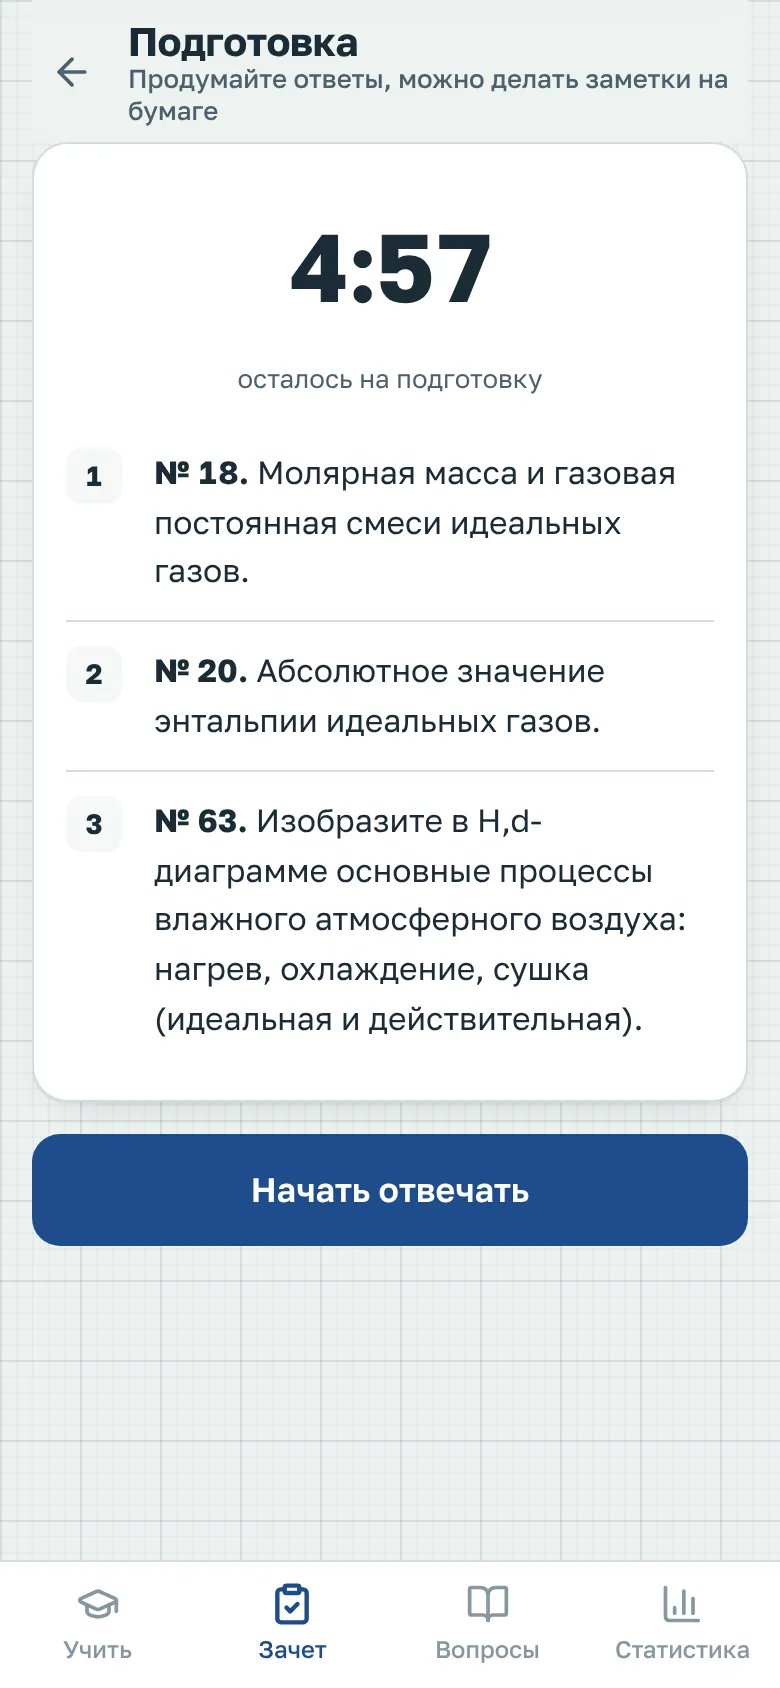 Подготовка
Продумайте ответы, можно делать заметки на
бумаге
4:57
осталось на подготовку
1
№ 18. Молярная масса и газовая
постоянная смеси идеальных
газов.
2
№ 20. Абсолютное значение
энтальпии идеальных газов.
3
№ 63. Изобразите в H,d-
диаграмме основные процессы
влажного атмосферного воздуха:
нагрев, охлаждение, сушка
(идеальная и действительная).
Начать отвечать
Учить
Зачет
Вопросы
Статистика